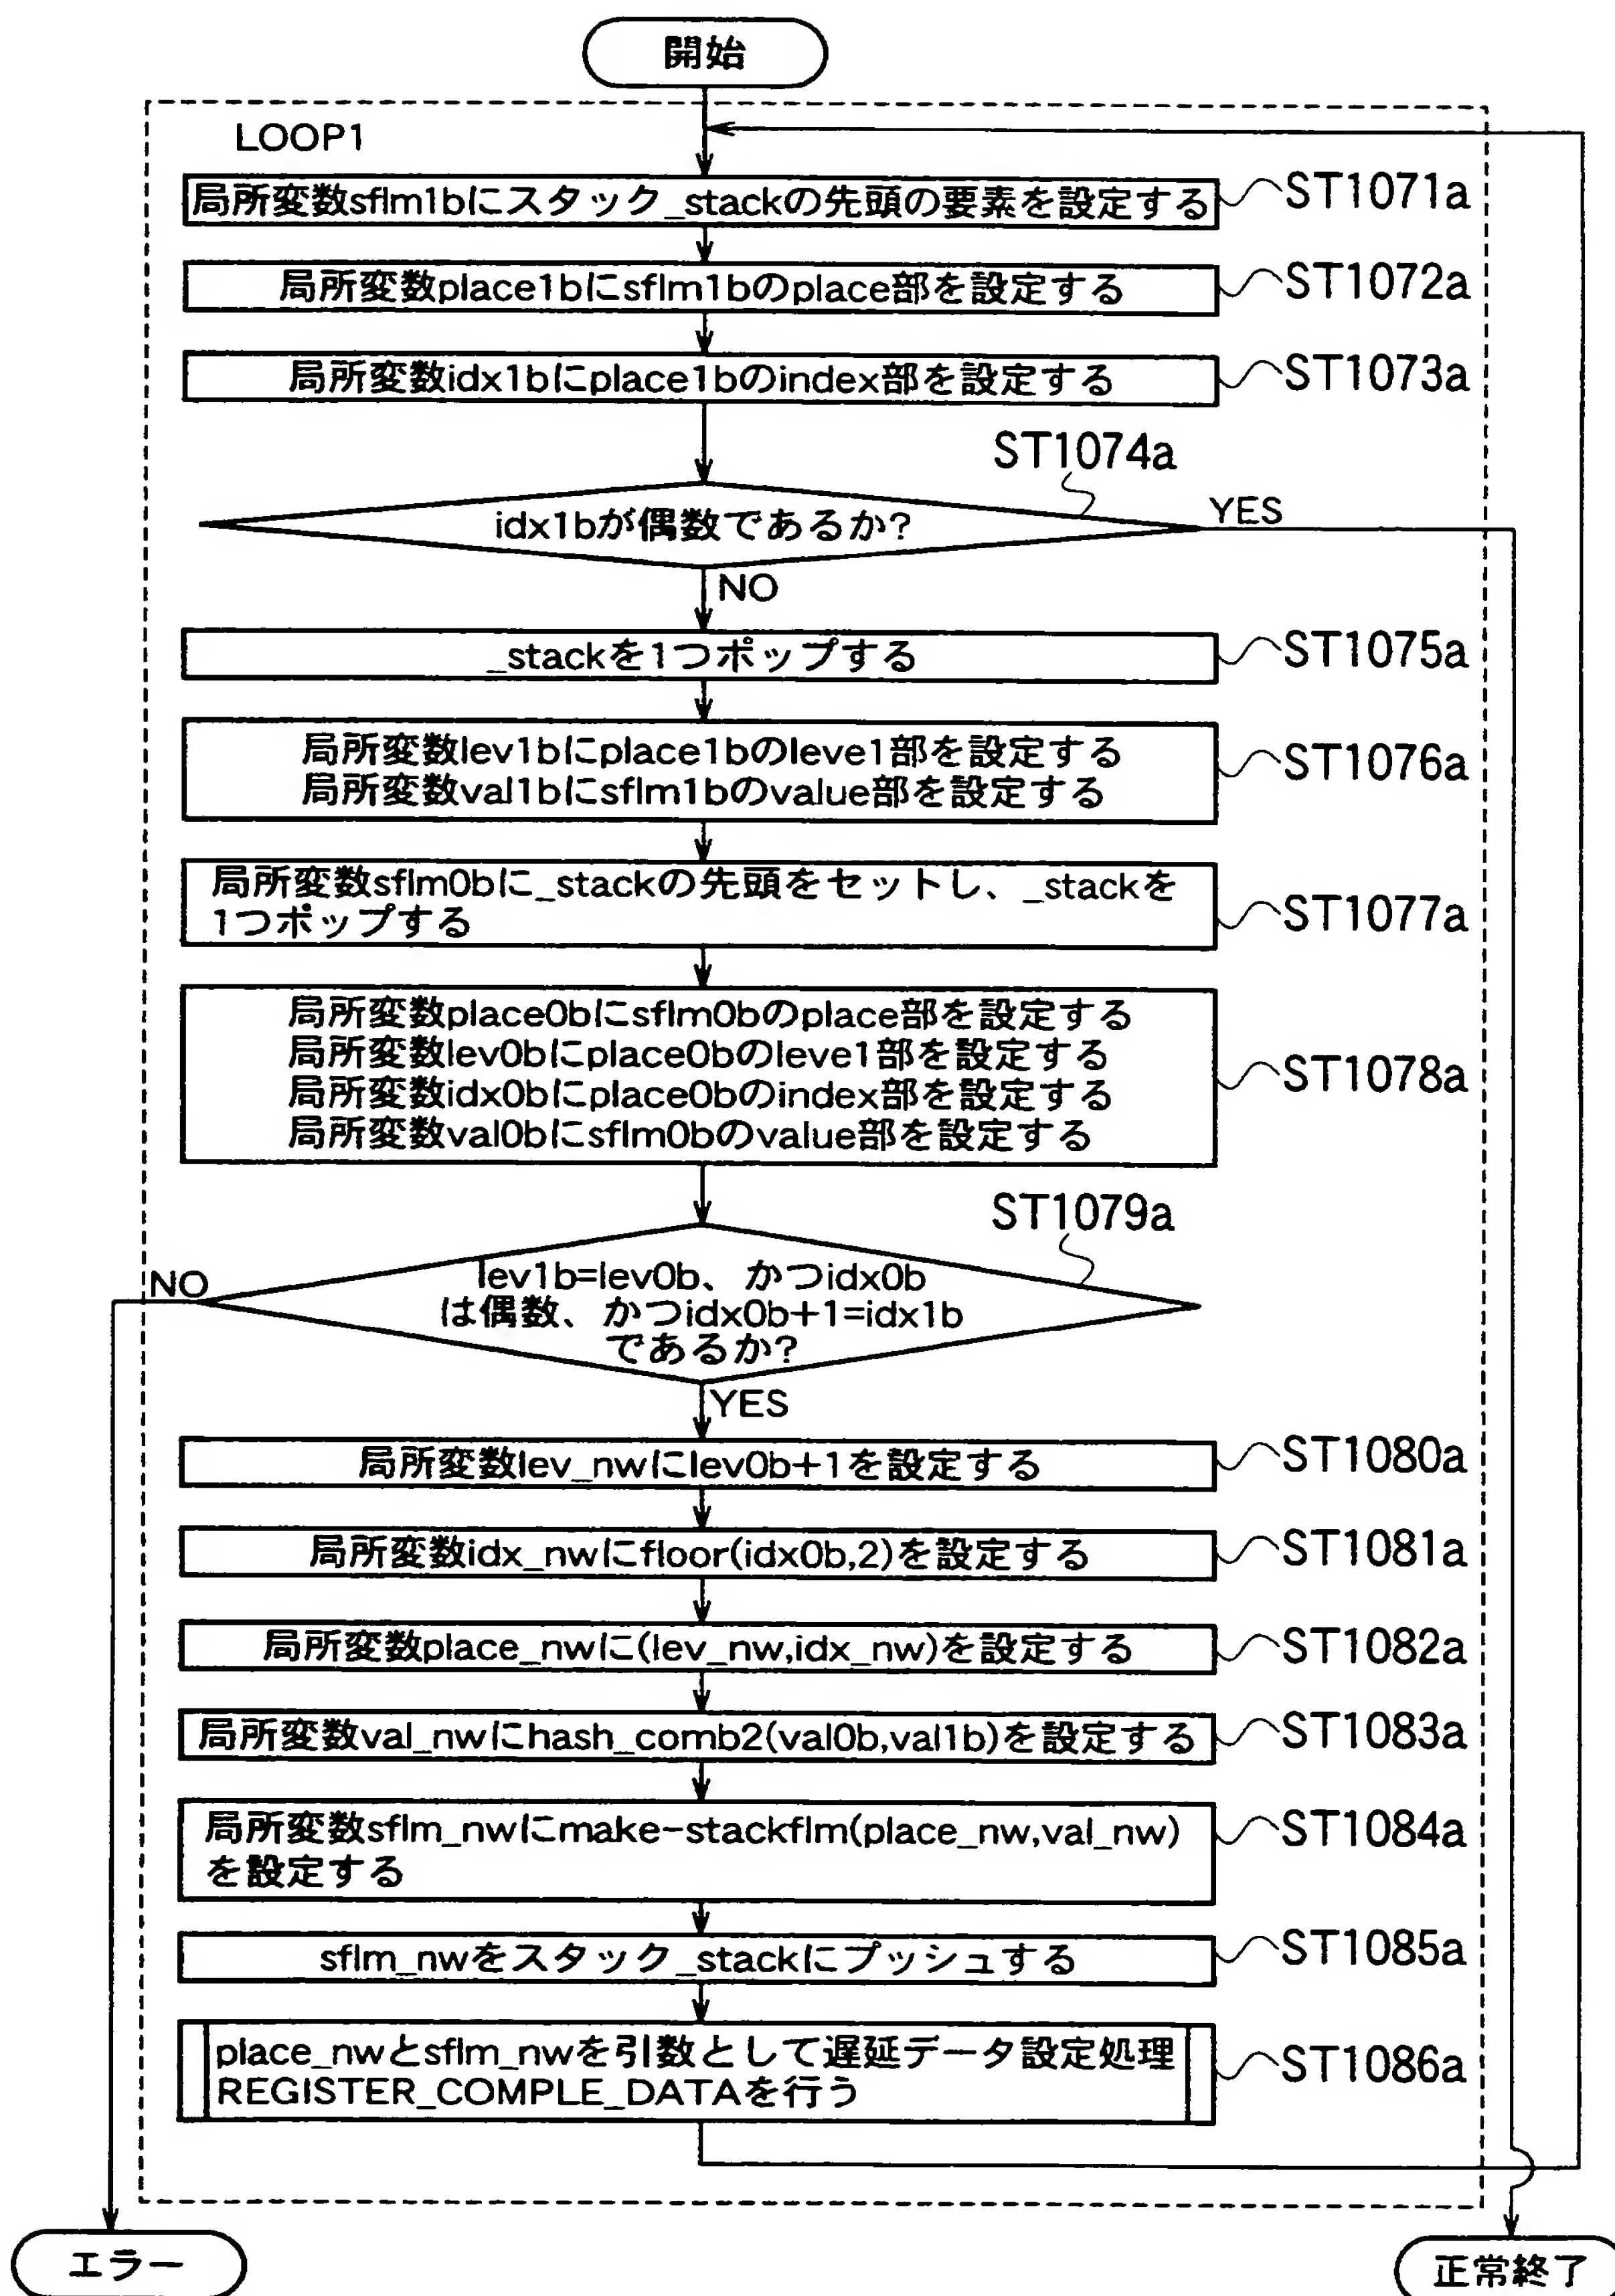 開始
LOOP1
局所変数sflm1bにスタック_stackの先頭の要素を設定する
ST1071a
局所変数place1bにsflm1bのplace部を設定する
ST1072a
局所変数idx1bにplace1bのindex部を設定する
ST1073a
ST1074a
idx1bが偶数であるか?
YES
NO
_stackを1つポップする
ST1075a
局所変数lev1bにplace1bのleve1部を設定する
局所変数val1bにsflm1bのvalue部を設定する
ST1076a
局所変数sflm0bに_stackの先頭をセットし、_stackを
1つポップする
ST1077a
局所変数place0bにsflm0bのplace部を設定する
局所変数lev0bにplace0bのleve1部を設定する
局所変数idx0bにplace0bのindex部を設定する
局所変数val0bにsflm0bのvalue部を設定する
ST1078a
ST1079a
NO
lev1b=lev0b、かつidx0b
は偶数、かつidx0b+1=idx1b
であるか?
YES
局所変数lev_nwにlev0b+1を設定する
ST1080a
局所変数idx_nwにfloor(idx0b,2)を設定する
ST1081a
局所変数place_nwに(lev_nw,idx_nw)を設定する
ST1082a
局所変数val_nwにhash_comb2(val0b,val1b)を設定する
ST1083a
局所変数sflm_nwにmake-stackflm(place_nw,val_nw)
を設定する
ST1084a
sflm_nwをスタック_stackにプッシュする
ST1085a
place_nwとsflm_nwを引数として遅延データ設定処理
REGISTER_COMPLE_DATAを行う
ST1086a
エラー
正常終了